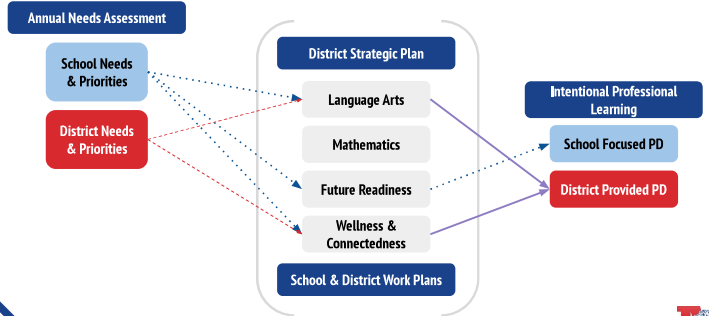 Annual Needs Assessment
School Needs
& Priorities
District Needs
& Priorities
District Strategic Plan
Language Arts
Mathematics
Future Readiness
Wellness &
Connectedness
School & District Work Plans
Intentional Professional
Learning
School Focused PD
District Provided PD